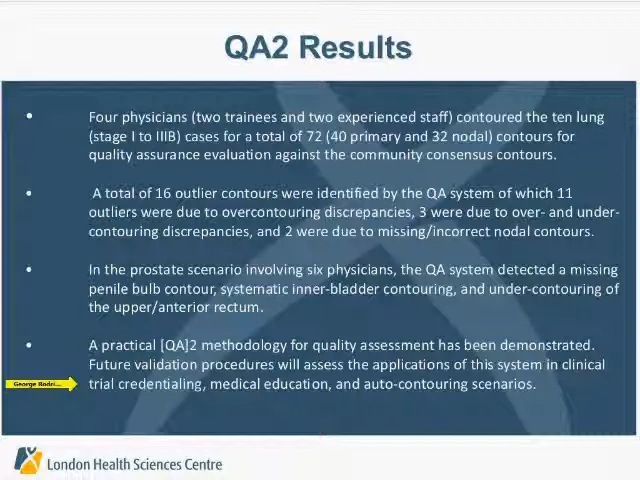 QA2 Results
• Four physicians (two trainees and two experienced staff) contoured the ten lung
(stage I to IIIB) cases for a total of 72 (40 primary and 32 nodal) contours for
quality assurance evaluation against the community consensus contours.
• A total of 16 outlier contours were identified by the QA system of which 11
outliers were due to overcontouring discrepancies, 3 were due to over- and under-
contouring discrepancies, and 2 were due to missing/incorrect nodal contours.
• In the prostate scenario involving six physicians, the QA system detected a missing
penile bulb contour, systematic inner-bladder contouring, and under-contouring of
the upper/anterior rectum.
• A practical [QA]2 methodology for quality assessment has been demonstrated.
Future validation procedures will assess the applications of this system in clinical
trial credentialing, medical education, and auto-contouring scenarios.
George Rodri...
London Health Sciences Centre